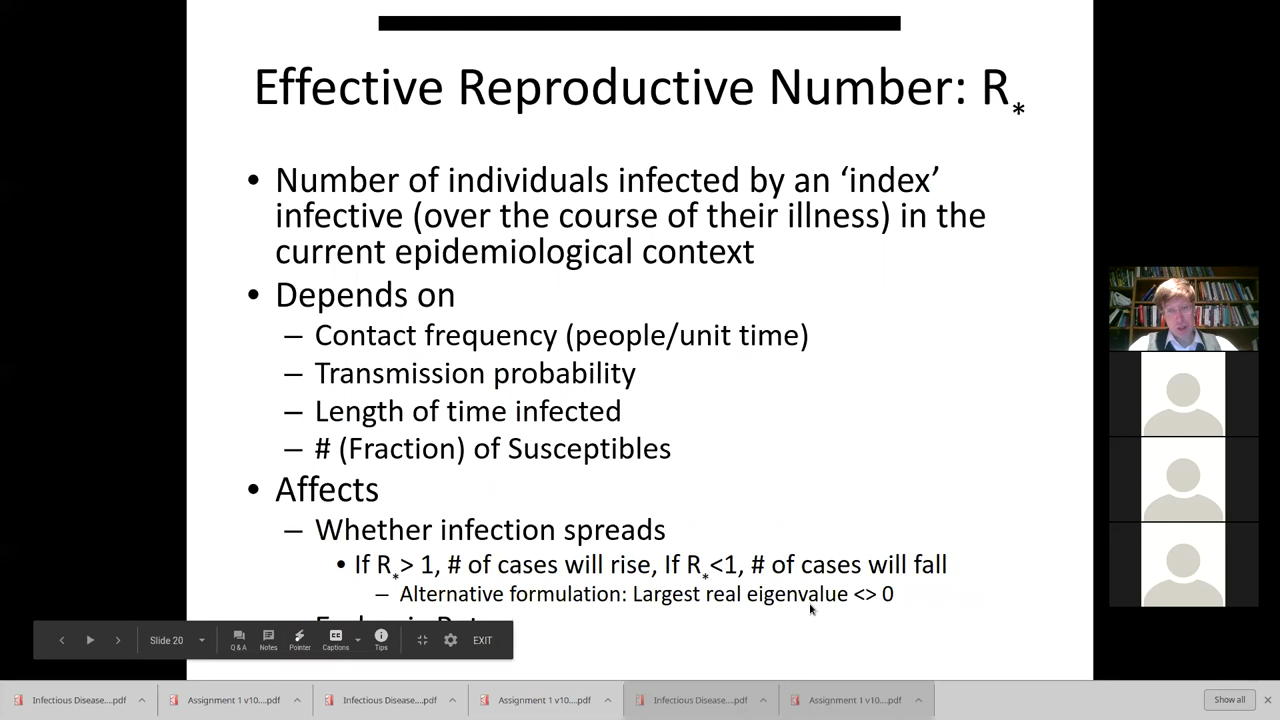 Effective Reproductive Number: R*
• Number of individuals infected by an ‘index’
infective (over the course of their illness) in the
current epidemiological context
• Depends on
– Contact frequency (people/unit time)
– Transmission probability
– Length of time infected
– # (Fraction) of Susceptibles
• Affects
– Whether infection spreads
• If R*> 1, # of cases will rise, If R*<1, # of cases will fall
– Alternative formulation: Largest real eigenvalue <> 0
Slide 20
Q & A
Notes
Pointer
Captions
Tips
EXIT
Infectious Disease....pdf
Assignment 1 v10....pdf
Infectious Disease....pdf
Assignment 1 v10....pdf
Infectious Disease....pdf
Assignment 1 v10....pdf
Show all